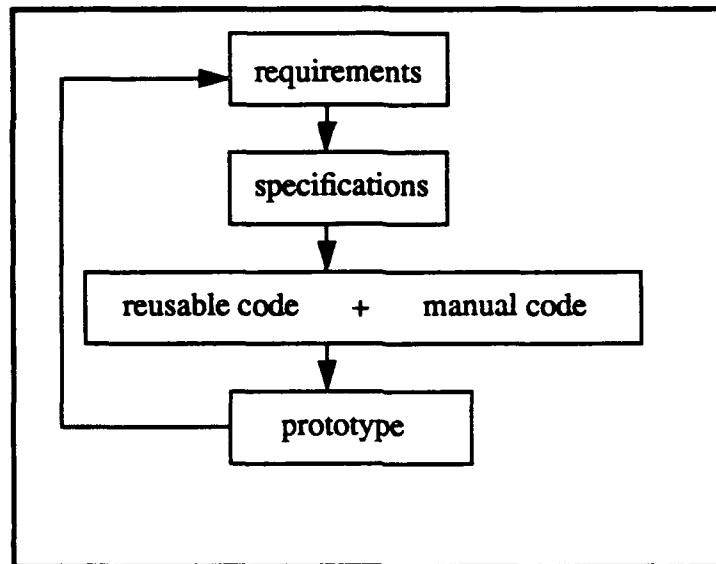 requirements
specifications
reusable code + manual code
prototype